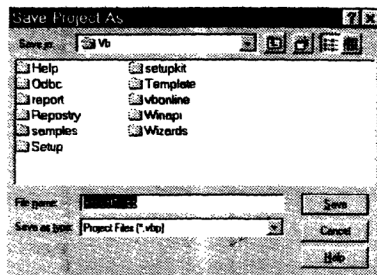 Save Project As
Save in: Vb
Help
Odbc
report
Repostry
samples
Setup
setupkit
Template
vbonline
Winapi
Wizards
File name:
Save
Save as type: Project Files (*.vbp)
Cancel
Help